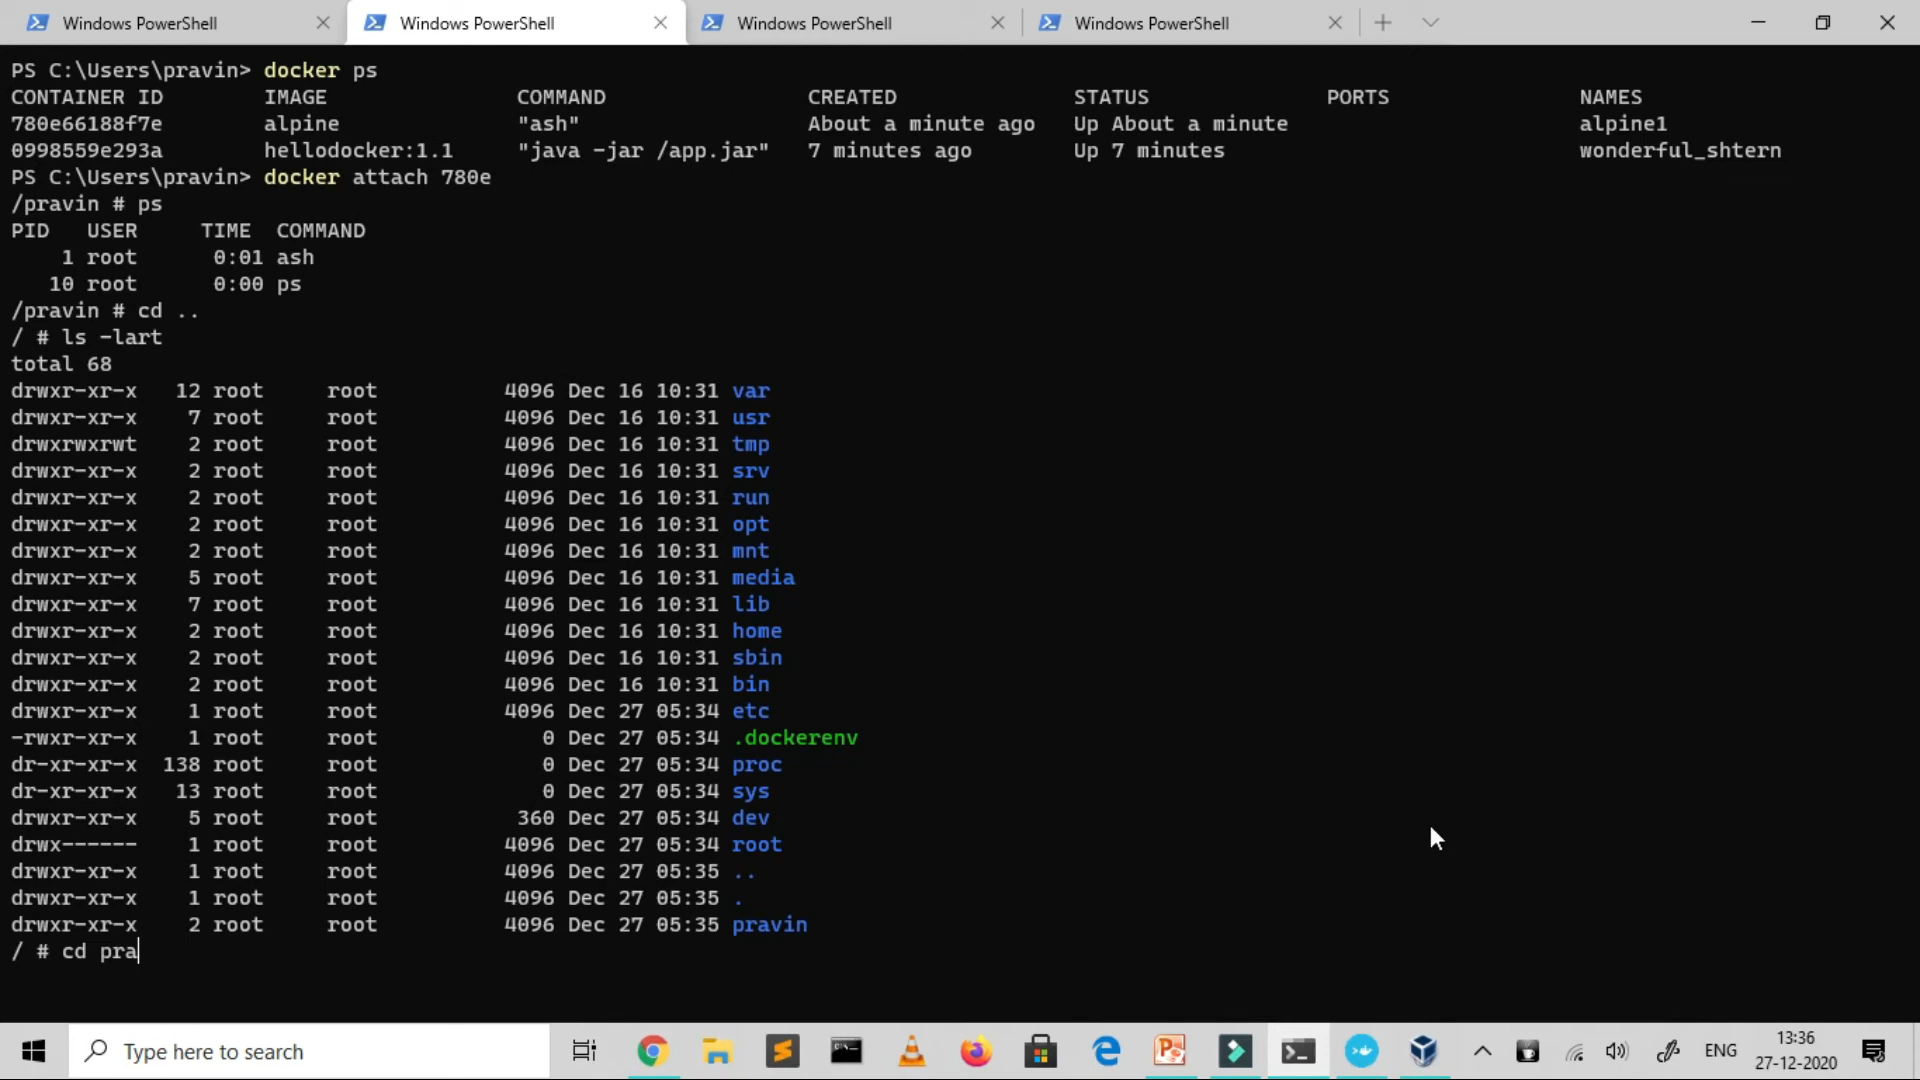 Windows PowerShell Windows PowerShell Windows PowerShell Windows PowerShell
PS C:\Users\pravin> docker ps
CONTAINER ID IMAGE COMMAND CREATED STATUS PORTS NAMES
780e66188f7e alpine "ash" About a minute ago Up About a minute alpine1
0998559e293a hellodocker:1.1 "java -jar /app.jar" 7 minutes ago Up 7 minutes wonderful_shtern
PS C:\Users\pravin> docker attach 780e
/pravin # ps
PID USER TIME COMMAND
1 root 0:01 ash
10 root 0:00 ps
/pravin # cd ..
/ # ls -lart
total 68
drwxr-xr-x 12 root root 4096 Dec 16 10:31 var
drwxr-xr-x 7 root root 4096 Dec 16 10:31 usr
drwxrwxrwt 2 root root 4096 Dec 16 10:31 tmp
drwxr-xr-x 2 root root 4096 Dec 16 10:31 srv
drwxr-xr-x 2 root root 4096 Dec 16 10:31 run
drwxr-xr-x 2 root root 4096 Dec 16 10:31 opt
drwxr-xr-x 2 root root 4096 Dec 16 10:31 mnt
drwxr-xr-x 5 root root 4096 Dec 16 10:31 media
drwxr-xr-x 7 root root 4096 Dec 16 10:31 lib
drwxr-xr-x 2 root root 4096 Dec 16 10:31 home
drwxr-xr-x 2 root root 4096 Dec 16 10:31 sbin
drwxr-xr-x 2 root root 4096 Dec 16 10:31 bin
drwxr-xr-x 1 root root 4096 Dec 27 05:34 etc
-rwxr-xr-x 1 root root 0 Dec 27 05:34 .dockerenv
dr-xr-xr-x 138 root root 0 Dec 27 05:34 proc
dr-xr-xr-x 13 root root 0 Dec 27 05:34 sys
drwxr-xr-x 5 root root 360 Dec 27 05:34 dev
drwx------ 1 root root 4096 Dec 27 05:34 root
drwxr-xr-x 1 root root 4096 Dec 27 05:35 ..
drwxr-xr-x 1 root root 4096 Dec 27 05:35 .
drwxr-xr-x 2 root root 4096 Dec 27 05:35 pravin
/ # cd pra
Type here to search
ENG
13:36
27-12-2020